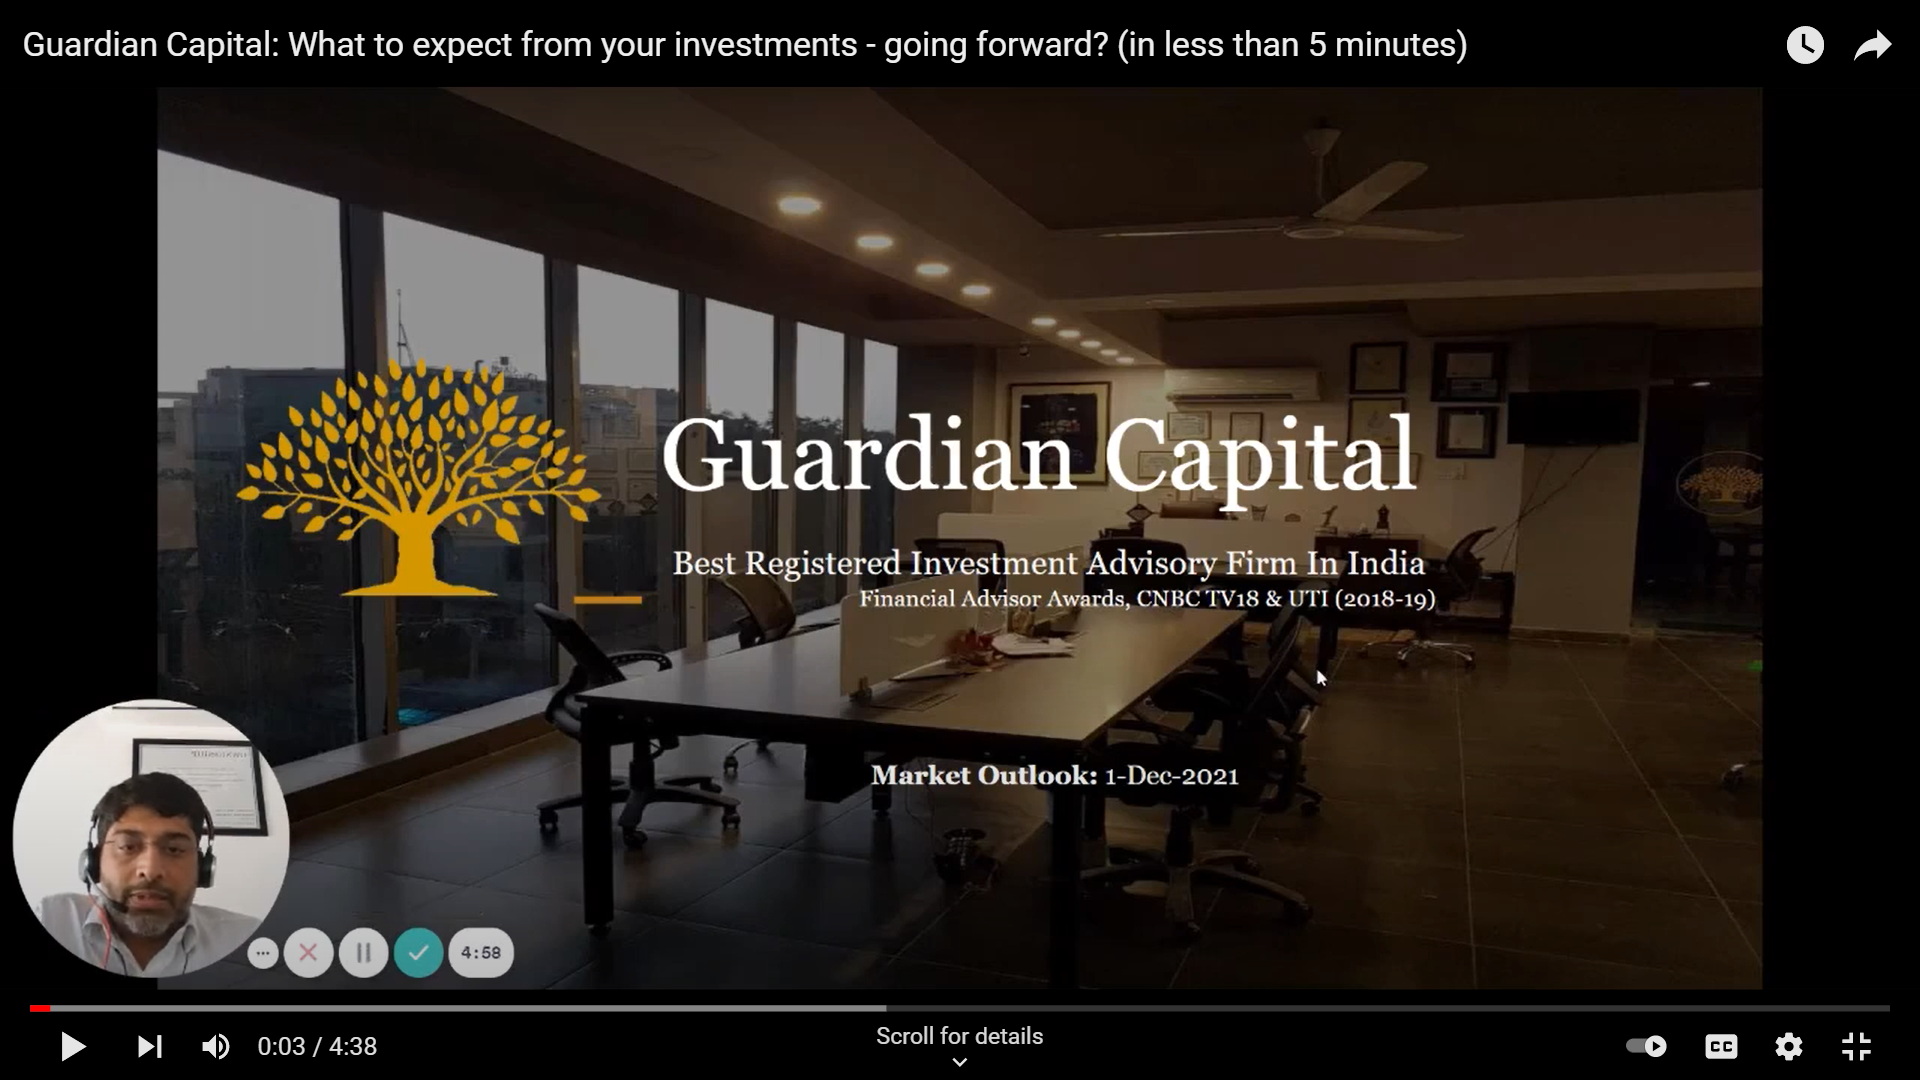 Guardian Capital: What to expect from your investments - going forward? (in less than 5 minutes)
Guardian Capital
Best Registered Investment Advisory Firm In India
Financial Advisor Awards, CNBC TV18 & UTI (2018-19)
Market Outlook: 1-Dec-2021
4:58
0:03 / 4:38
Scroll for details
CC